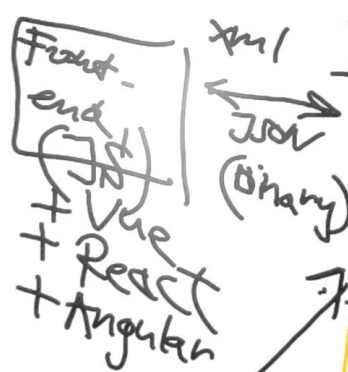 Front-
end
(JS)
+ Vue
+ React
+ Angular
xml
JSON
(Binary)